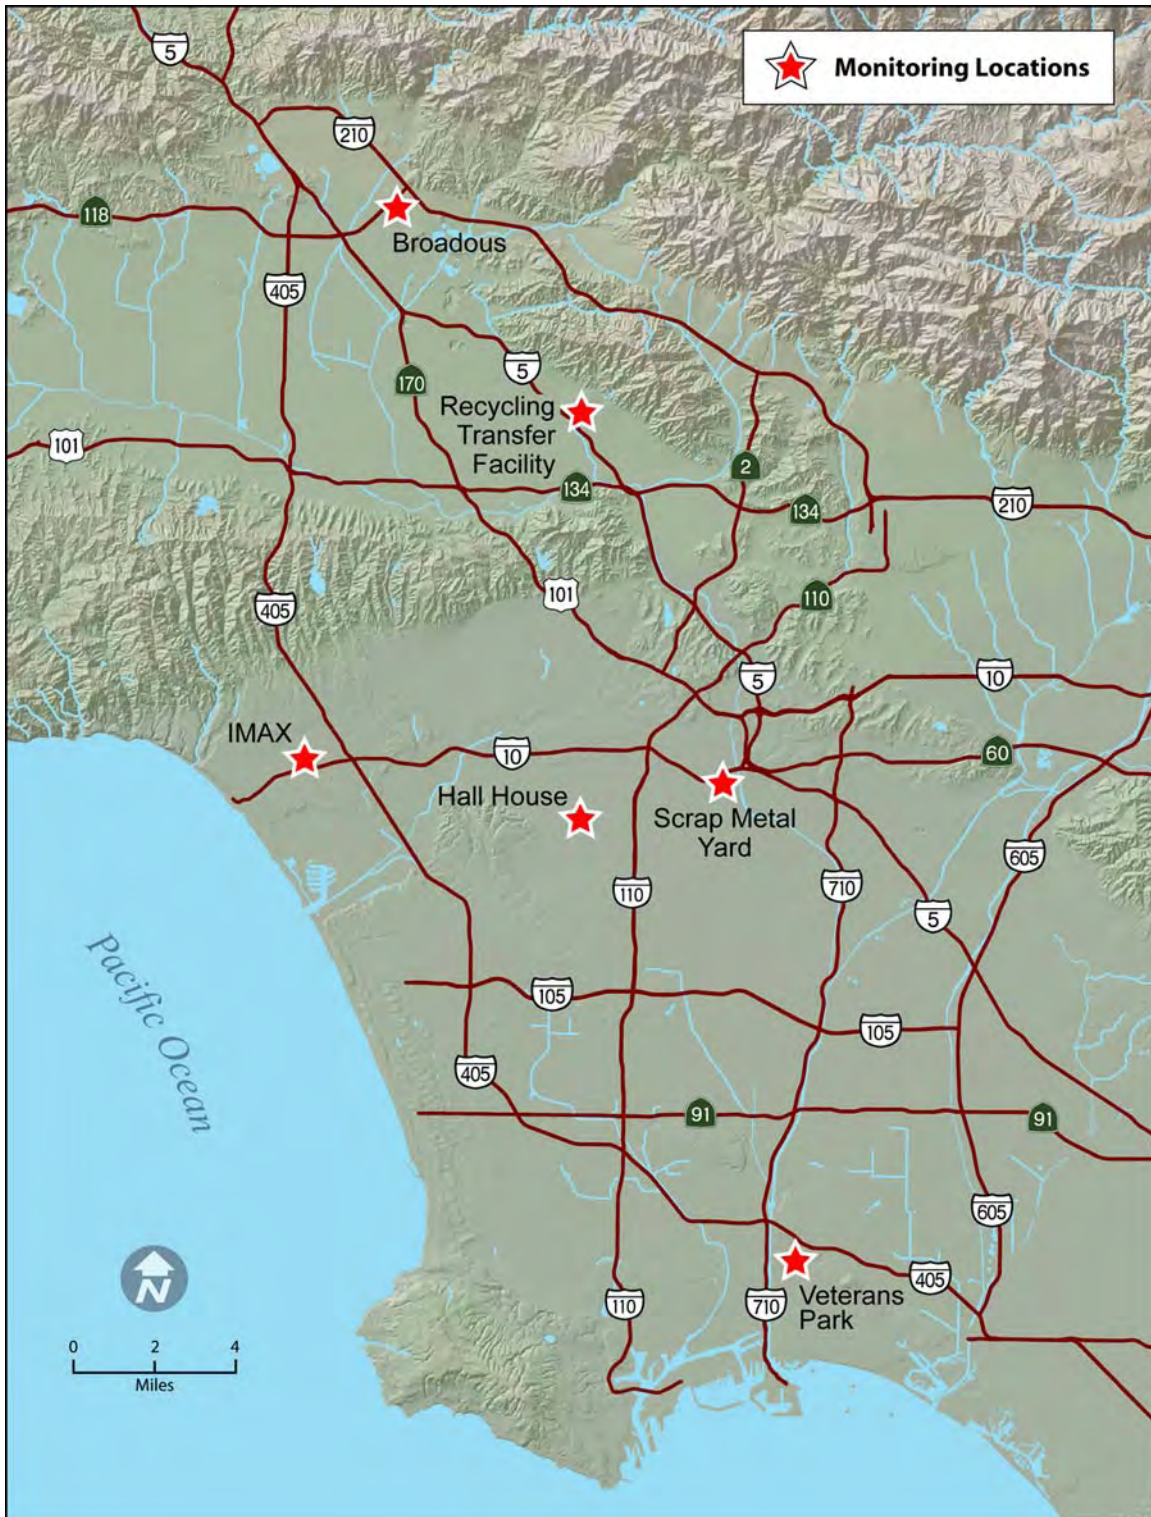 Monitoring Locations
5
210
118
Broadous
405
5
170
Recycling
Transfer
Facility
101
2
134
134
210
405
101
110
5
10
IMAX
10
60
Hall House
Scrap Metal
Yard
605
110
710
5
Pacific Ocean
105
105
405
91
91
605
N
405
Veterans
Park
110
710
0 2 4
Miles